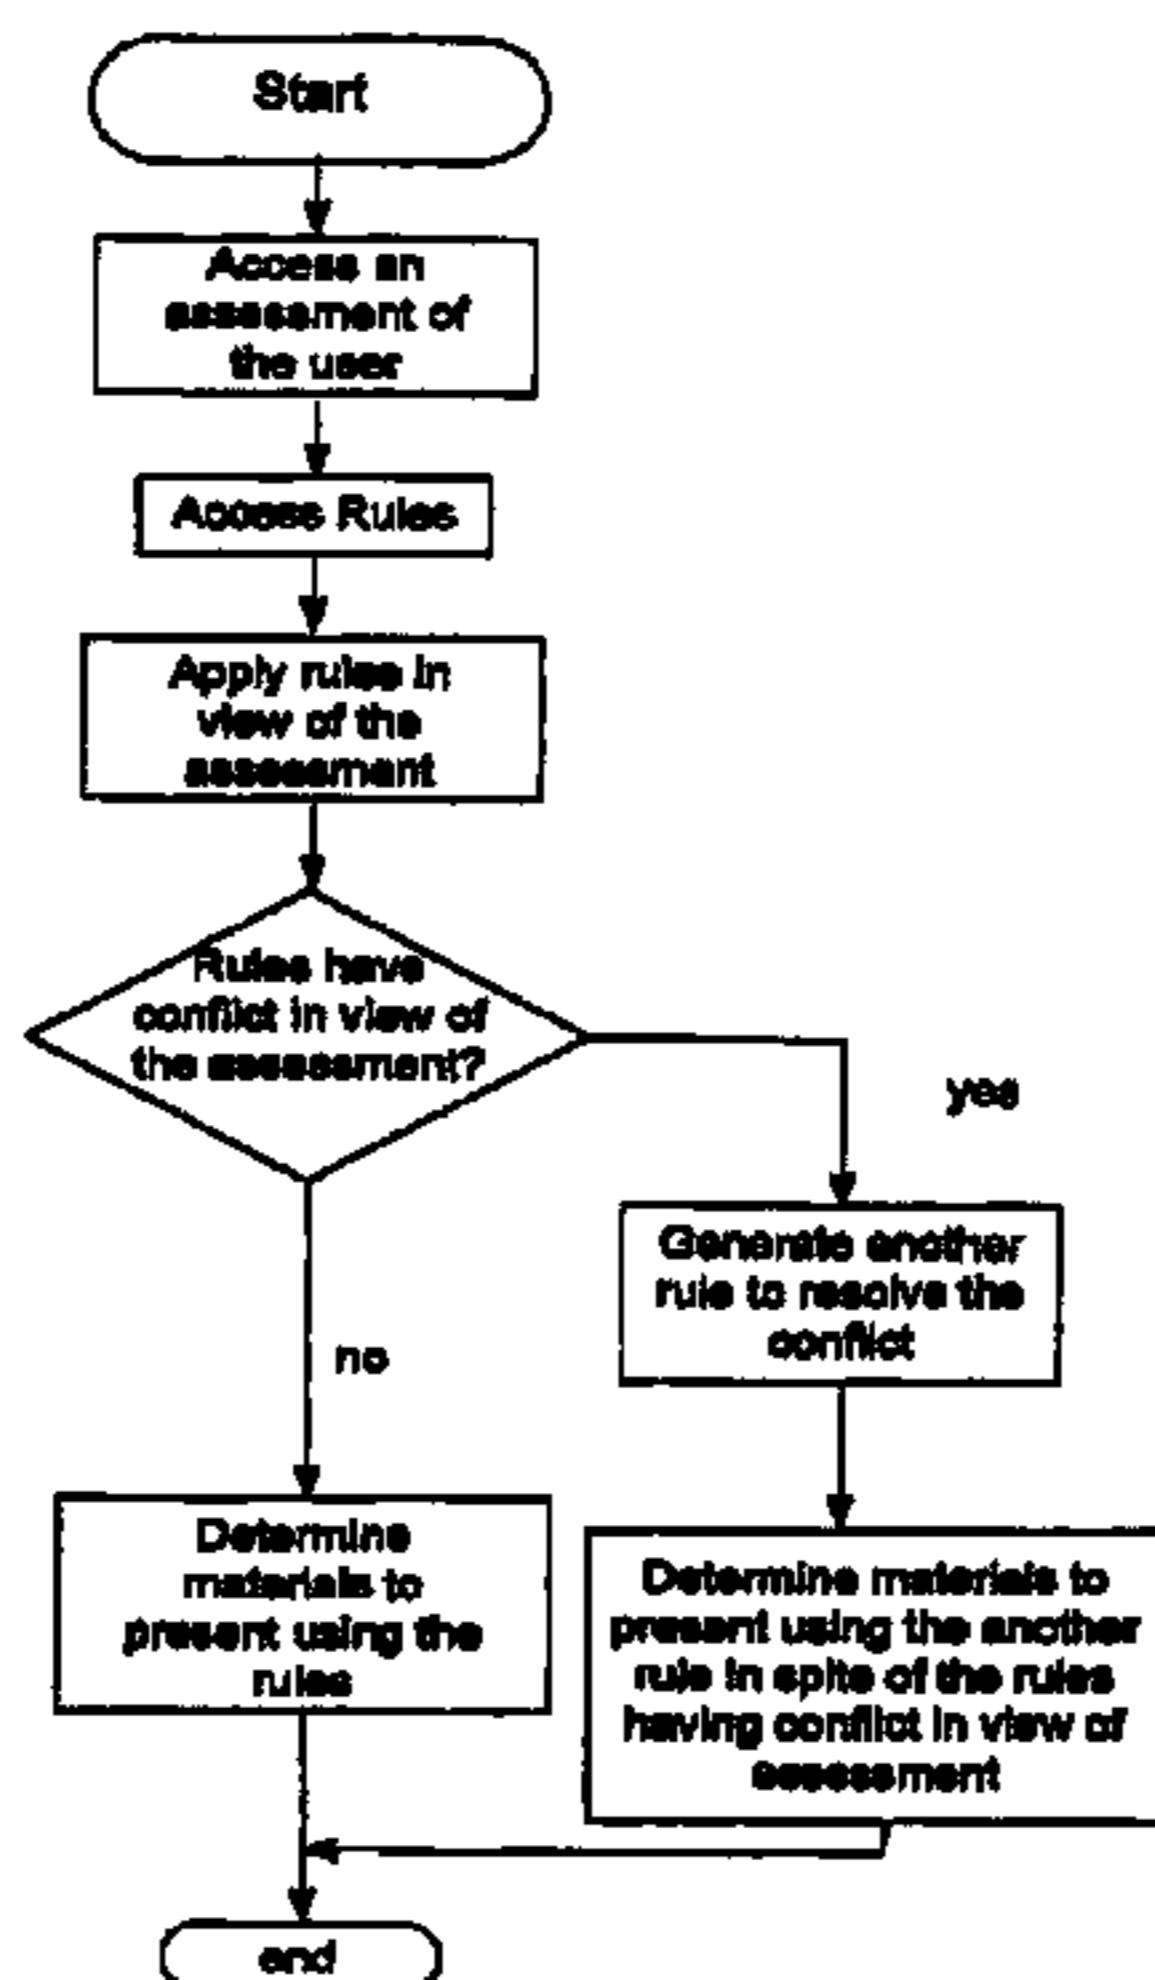 Start
Access an
assessment of
the user
Access Rules
Apply rules in
view of the
assessment
Rules have
conflict in view of
the assessment?
yes
Generate another
rule to resolve the
conflict
no
Determine
materials to
present using the
rules
Determine materials to
present using the another
rule in spite of the rules
having conflict in view of
assessment
end